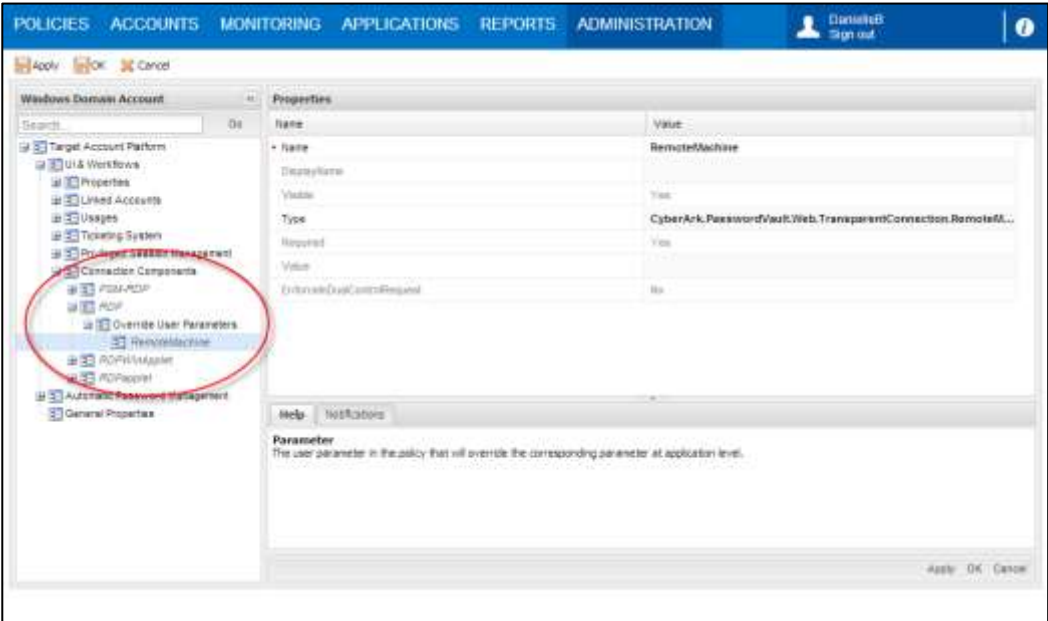 POLICIES ACCOUNTS MONITORING APPLICATIONS REPORTS ADMINISTRATION DanielleB
Sign out
Apply OK Cancel
Windows Domain Account
Search... Go
Target Account Platform
UI & Workflows
Properties
Linked Accounts
Usages
Ticketing System
Privileged Session Management
Connection Components
PSM-RDP
RDP
Override User Parameters
RemoteMachine
RDPWinApplet
RDPapplet
Automatic Password Management
General Properties
Properties
Name Value
Name RemoteMachine
DisplayName
Visible Yes
Type CyberArk.PasswordVault.Web.TransparentConnection.RemoteM...
Required Yes
Value
EnforceInDualControlRequest No
Help Notifications
Parameter
The user parameter in the policy that will override the corresponding parameter at application level.
Apply OK Cancel